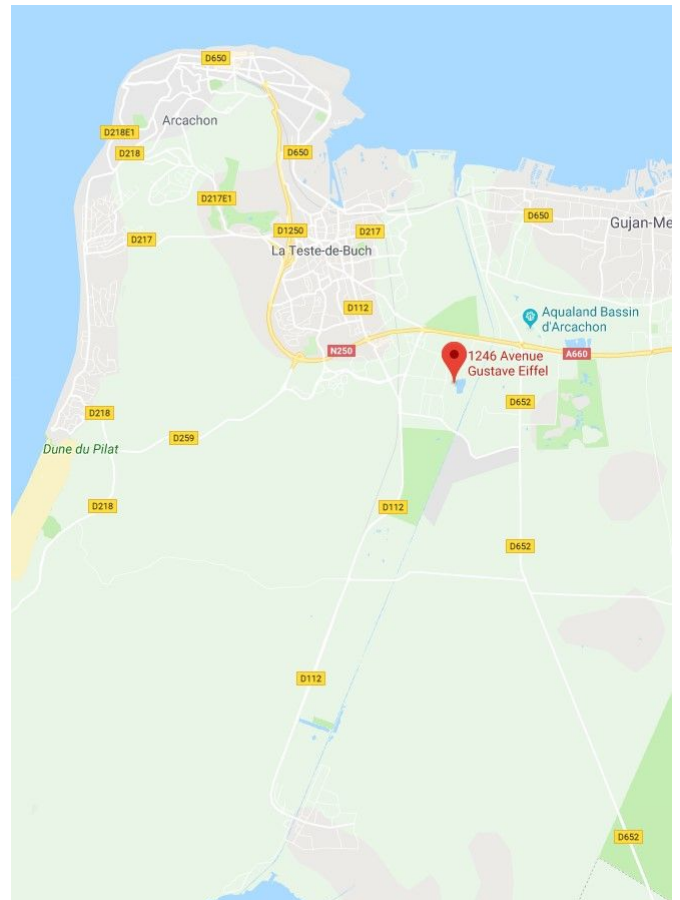 D650
Arcachon
D218E1
D218
D650
D217E1
D650
Gujan-Me
D1250
D217
D217
La Teste-de-Buch
D112
Aqualand Bassin
d'Arcachon
N250
1246 Avenue
Gustave Eiffel
A660
D652
D218
D259
Dune du Pilat
D218
D112
D652
D112
D652